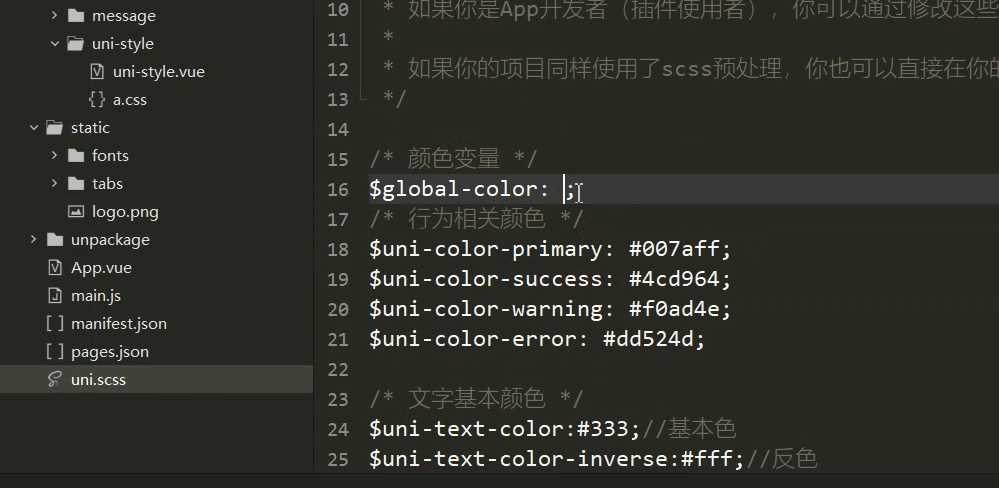 message
uni-style
uni-style.vue
{} a.css
static
fonts
tabs
logo.png
unpackage
App.vue
main.js
[] manifest.json
[] pages.json
uni.scss
10 * 如果你是App开发者（插件使用者），你可以通过修改这些
11 *
12 * 如果你的项目同样使用了scss预处理，你也可以直接在你的
13 */
14
15 /* 颜色变量 */
16 $global-color: ;
17 /* 行为相关颜色 */
18 $uni-color-primary: #007aff;
19 $uni-color-success: #4cd964;
20 $uni-color-warning: #f0ad4e;
21 $uni-color-error: #dd524d;
22
23 /* 文字基本颜色 */
24 $uni-text-color:#333;//基本色
25 $uni-text-color-inverse:#fff;//反色